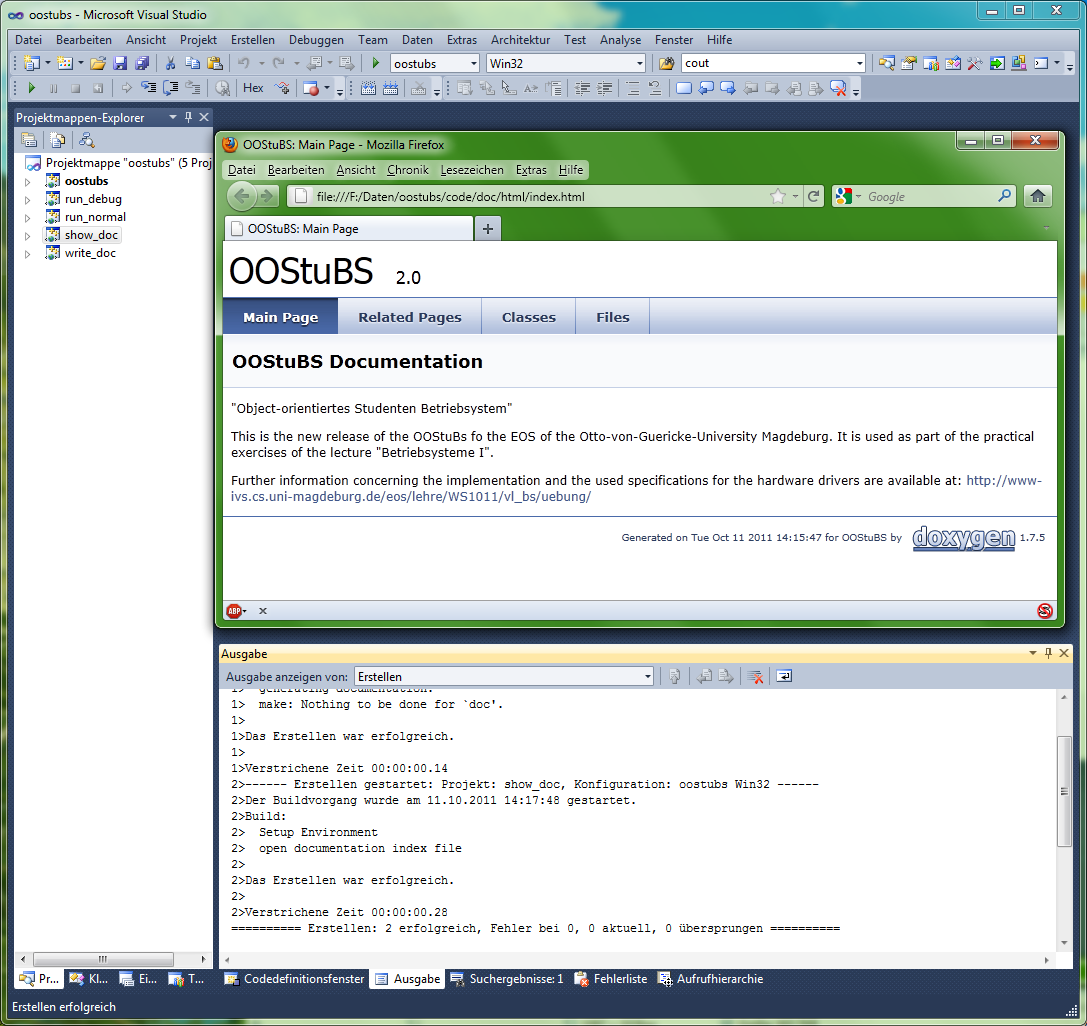 oostubs - Microsoft Visual Studio
Datei Bearbeiten Ansicht Projekt Erstellen Debuggen Team Daten Extras Architektur Test Analyse Fenster Hilfe
oostubs Win32 cout
Hex
Projektmappen-Explorer
Projektmappe "oostubs" (5 Proj
oostubs
run_debug
run_normal
show_doc
write_doc
OOStuBS: Main Page - Mozilla Firefox
Datei Bearbeiten Ansicht Chronik Lesezeichen Extras Hilfe
file:///F:/Daten/oostubs/code/doc/html/index.html Google
OOStuBS: Main Page
OOStuBS 2.0
Main Page Related Pages Classes Files
OOStuBS Documentation
"Object-orientiertes Studenten Betriebsystem"
This is the new release of the OOStuBs fo the EOS of the Otto-von-Guericke-University Magdeburg. It is used as part of the practical
exercises of the lecture "Betriebsysteme I".
Further information concerning the implementation and the used specifications for the hardware drivers are available at: http://www-
ivs.cs.uni-magdeburg.de/eos/lehre/WS1011/vl_bs/uebung/
Generated on Tue Oct 11 2011 14:15:47 for OOStuBS by doxygen 1.7.5
ABP
Ausgabe
Ausgabe anzeigen von: Erstellen
1>  generating documentation.
1>  make: Nothing to be done for `doc'.
1>
1>Das Erstellen war erfolgreich.
1>
1>Verstrichene Zeit 00:00:00.14
2>------ Erstellen gestartet: Projekt: show_doc, Konfiguration: oostubs Win32 ------
2>Der Buildvorgang wurde am 11.10.2011 14:17:48 gestartet.
2>Build:
2>  Setup Environment
2>  open documentation index file
2>
2>Das Erstellen war erfolgreich.
2>
2>Verstrichene Zeit 00:00:00.28
========== Erstellen: 2 erfolgreich, Fehler bei 0, 0 aktuell, 0 übersprungen ==========
Pr... Kl... Ei... T... Codedefinitionsfenster Ausgabe Suchergebnisse: 1 Fehlerliste Aufrufhierarchie
Erstellen erfolgreich